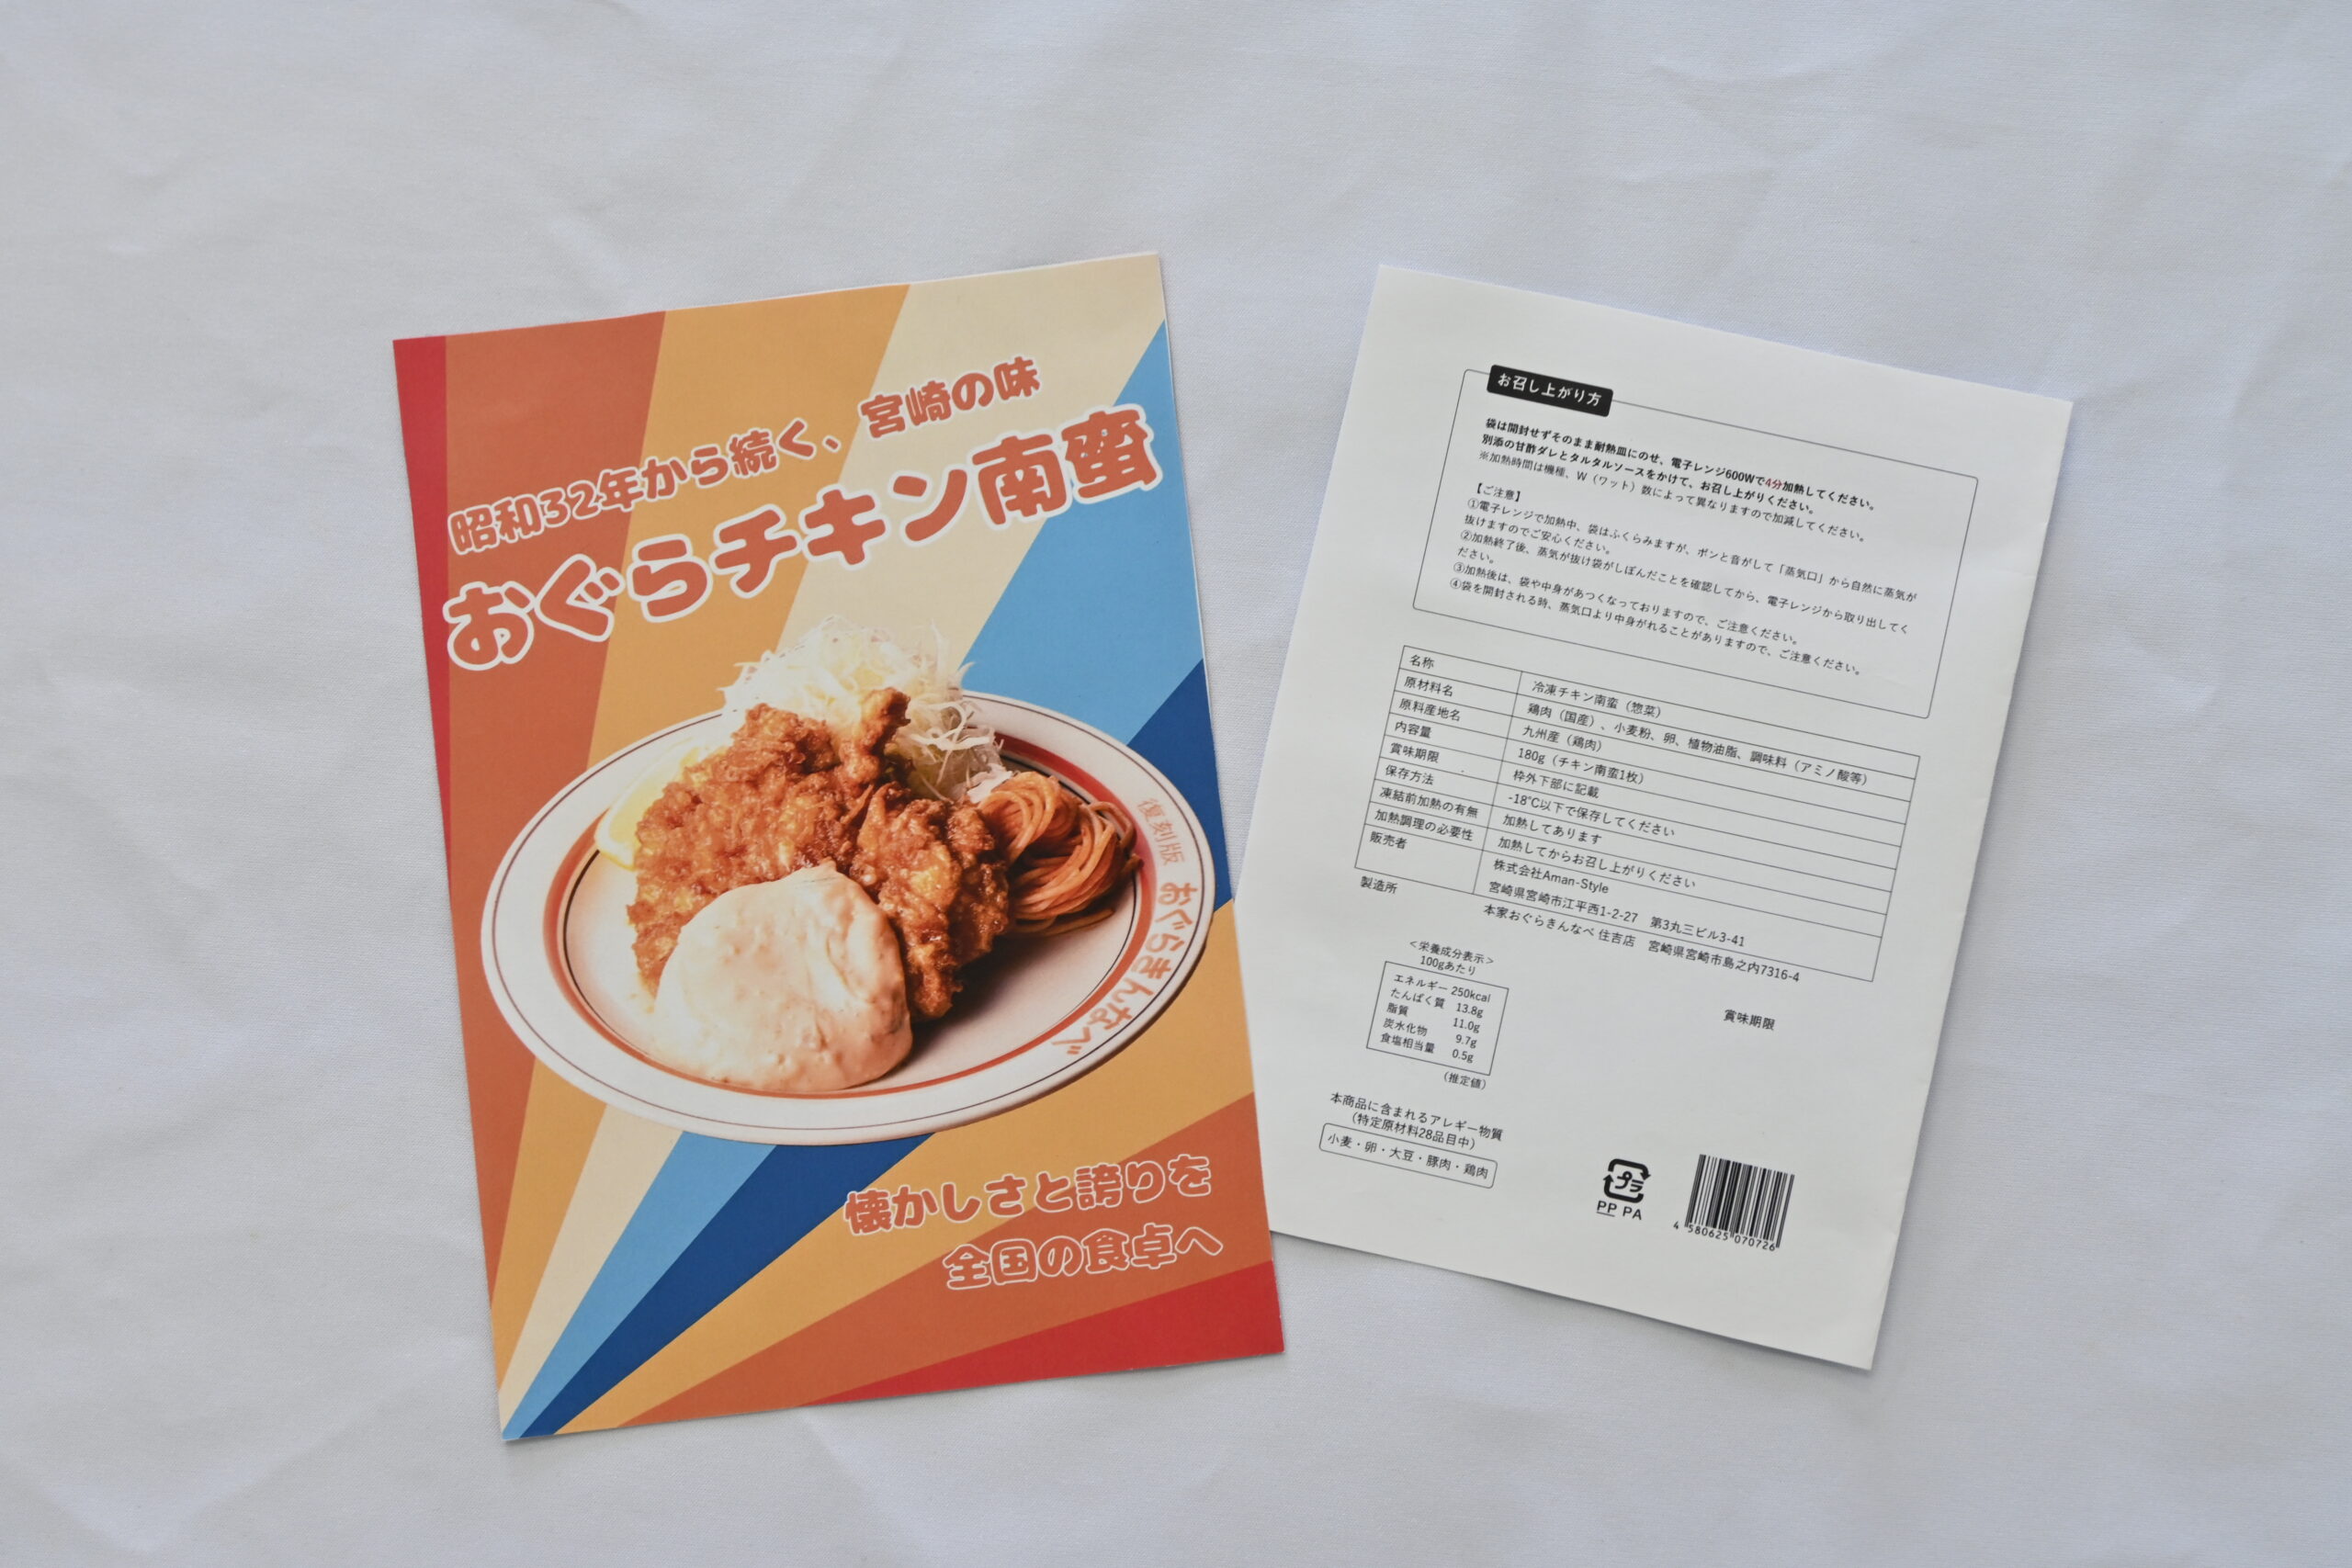 昭和32年から続く、宮崎の味
おぐらチキン南蛮
復刻版 おぐらきんなべ
懐かしさと誇りを
全国の食卓へ
お召し上がり方
袋は開封せずそのまま耐熱皿にのせ、電子レンジ600Wで4分加熱してください。
別添の甘酢ダレとタルタルソースをかけて、お召し上がりください。
※加熱時間は機種、W（ワット）数によって異なりますので加減してください。
【ご注意】
①電子レンジで加熱中、袋はふくらみますが、ポンと音がして「蒸気口」から自然に蒸気が
抜けますのでご安心ください。
②加熱終了後、蒸気が抜け袋がしぼんだことを確認してから、電子レンジから取り出してく
ださい。
③加熱後は、袋や中身があつくなっておりますので、ご注意ください。
④袋を開封される時、蒸気口より中身がれることがありますので、ご注意ください。
名称 冷凍チキン南蛮（惣菜）
原材料名 鶏肉（国産）、小麦粉、卵、植物油脂、調味料（アミノ酸等）
原料産地名 九州産（鶏肉）
内容量 180g（チキン南蛮1枚）
賞味期限 枠外下部に記載
保存方法 -18℃以下で保存してください
凍結前加熱の有無 加熱してあります
加熱調理の必要性 加熱してからお召し上がりください
販売者 株式会社Aman-Style
宮崎県宮崎市江平西1-2-27 第3丸三ビル3-41
製造所 本家おぐらきんなべ 住吉店 宮崎県宮崎市島之内7316-4
＜栄養成分表示＞
100gあたり
エネルギー 250kcal
たんぱく質 13.8g
脂質 11.0g
炭水化物 9.7g
食塩相当量 0.5g
（推定値）
賞味期限
本商品に含まれるアレギー物質
（特定原材料28品目中）
小麦・卵・大豆・豚肉・鶏肉
プラ
PP PA
4 580625 070726